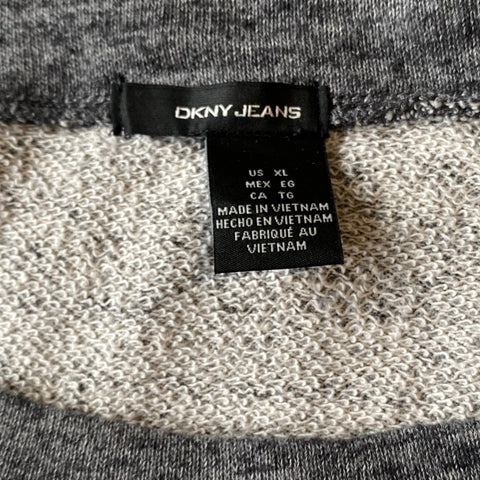 DKNY JEANS
US XL
MEX EG
CA TG
MADE IN VIETNAM
HECHO EN VIETNAM
FABRIQUÉ AU
VIETNAM